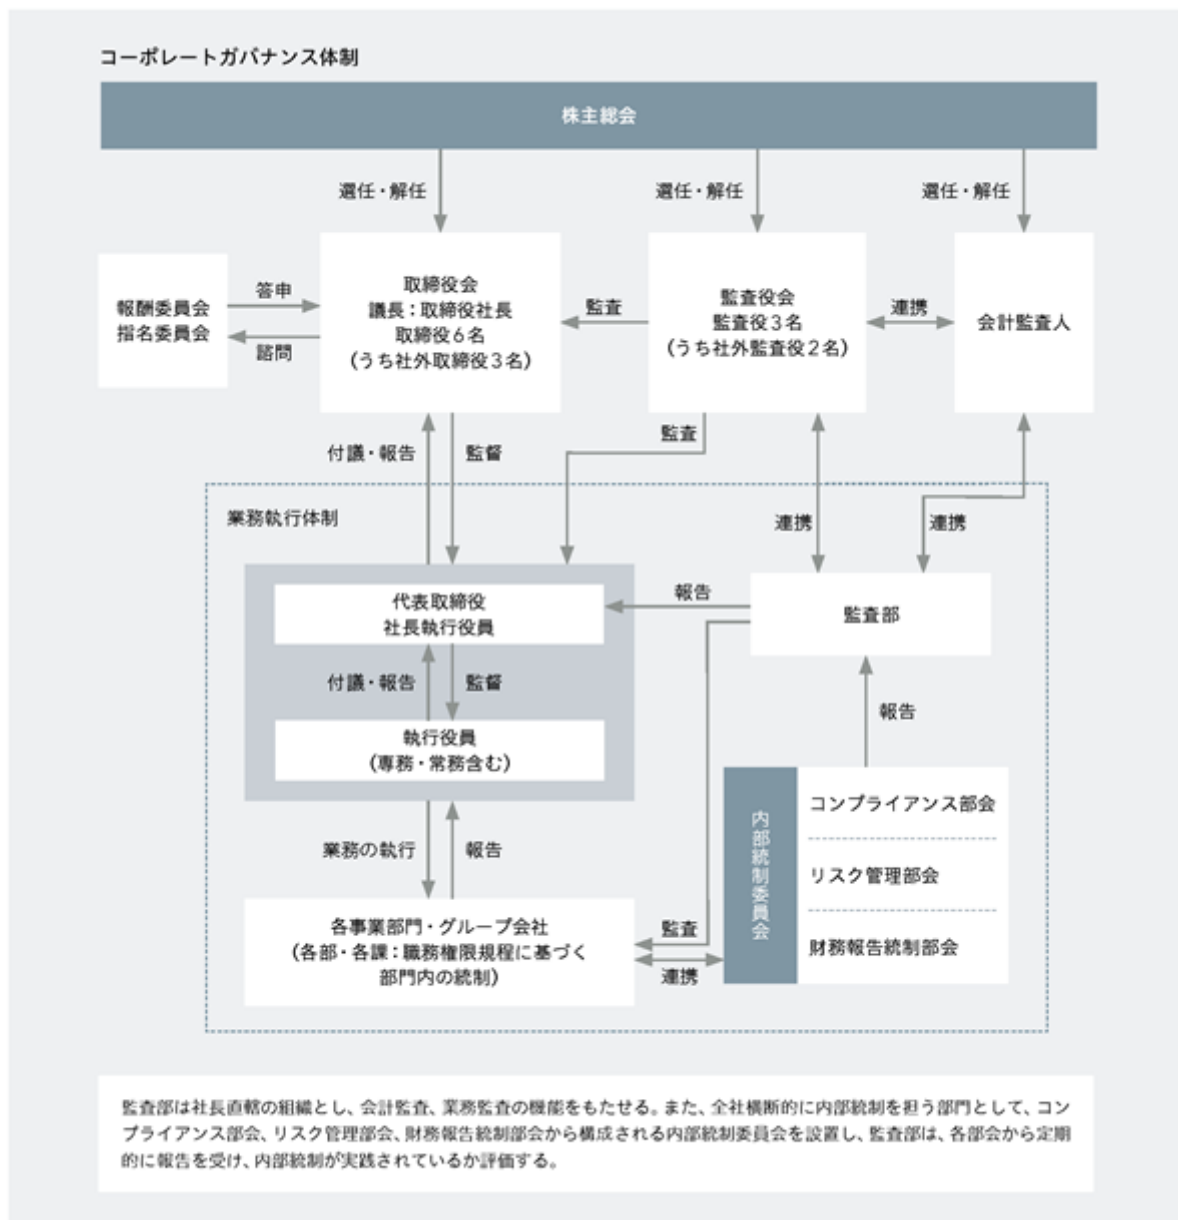 コーポレートガバナンス体制
株主総会
選任・解任
選任・解任
選任・解任
報酬委員会
指名委員会
答申
諮問
取締役会
議長：取締役社長
取締役６名
（うち社外取締役３名）
監査
監査役会
監査役３名
（うち社外監査役２名）
連携
会計監査人
付議・報告
監督
監査
業務執行体制
連携
連携
代表取締役
社長執行役員
報告
監査部
付議・報告
監督
執行役員
（専務・常務含む）
報告
業務の執行
報告
内部統制委員会
コンプライアンス部会
リスク管理部会
財務報告統制部会
各事業部門・グループ会社
（各部・各課：職務権限規程に基づく
部門内の統制）
監査
連携
監査部は社長直轄の組織とし、会計監査、業務監査の機能をもたせる。また、全社横断的に内部統制を担う部門として、コン
プライアンス部会、リスク管理部会、財務報告統制部会から構成される内部統制委員会を設置し、監査部は、各部会から定期
的に報告を受け、内部統制が実践されているか評価する。